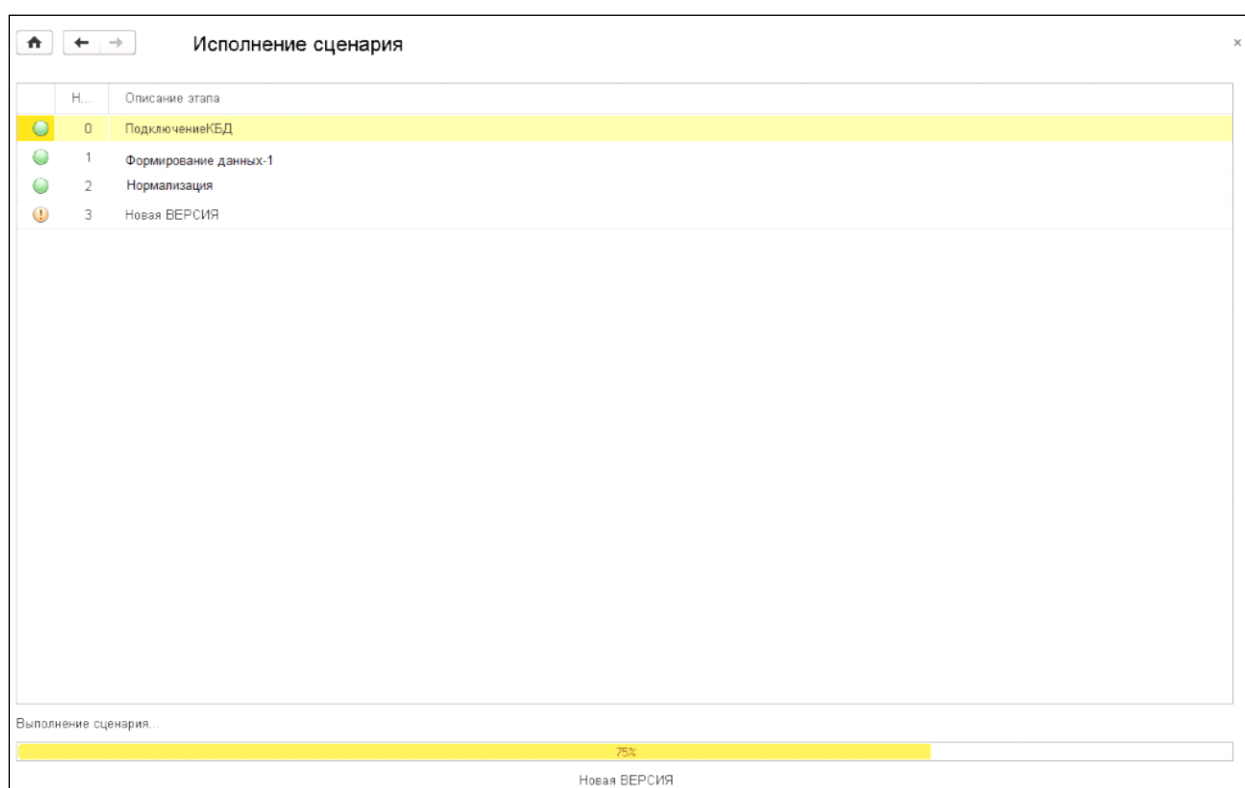 Исполнение сценария
Н... Описание этапа
0 ПодключениеКБД
1 Формирование данных-1
2 Нормализация
3 Новая ВЕРСИЯ
Выполнение сценария...
75%
Новая ВЕРСИЯ